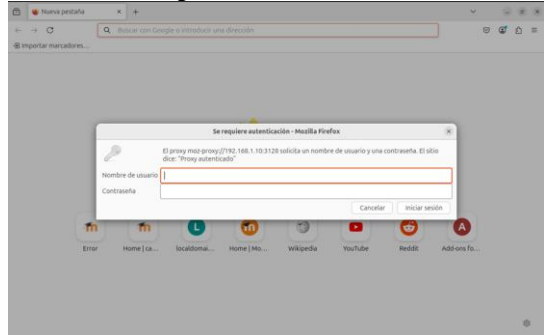 Nueva pestaña
Buscar con Google o introducir una dirección
Importar marcadores...
Se requiere autenticación - Mozilla Firefox
El proxy moz-proxy://192.168.1.10:3128 solicita un nombre de usuario y una contraseña. El sitio
dice: "Proxy autenticado"
Nombre de usuario
Contraseña
Cancelar
Iniciar sesión
L
A
Error
Home | ca...
localdomai...
Home | Mo...
Wikipedia
YouTube
Reddit
Add-ons fo...